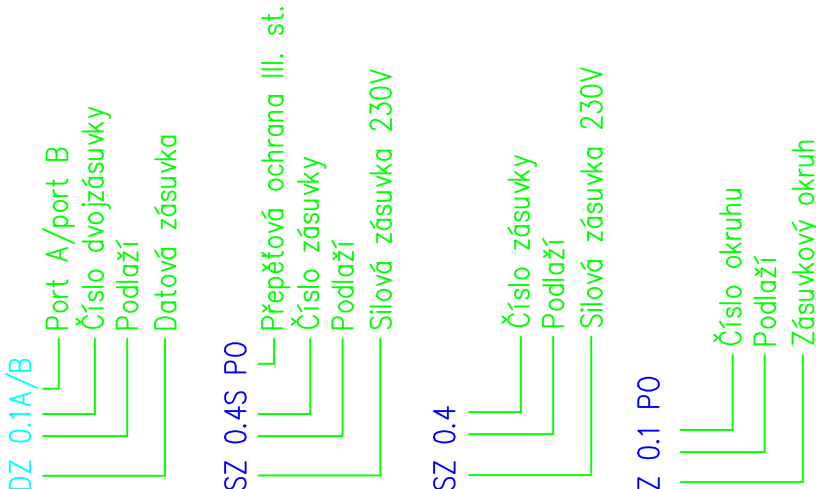 DZ 0.1A/B
Port A/port B
Číslo dvojzásuvky
Podlaží
Datová zásuvka
SZ 0.4S PO
Přepěťová ochrana III. st.
Číslo zásuvky
Podlaží
Silová zásuvka 230V
SZ 0.4
Číslo zásuvky
Podlaží
Silová zásuvka 230V
Z 0.1 PO
Číslo okruhu
Podlaží
Zásuvkový okruh